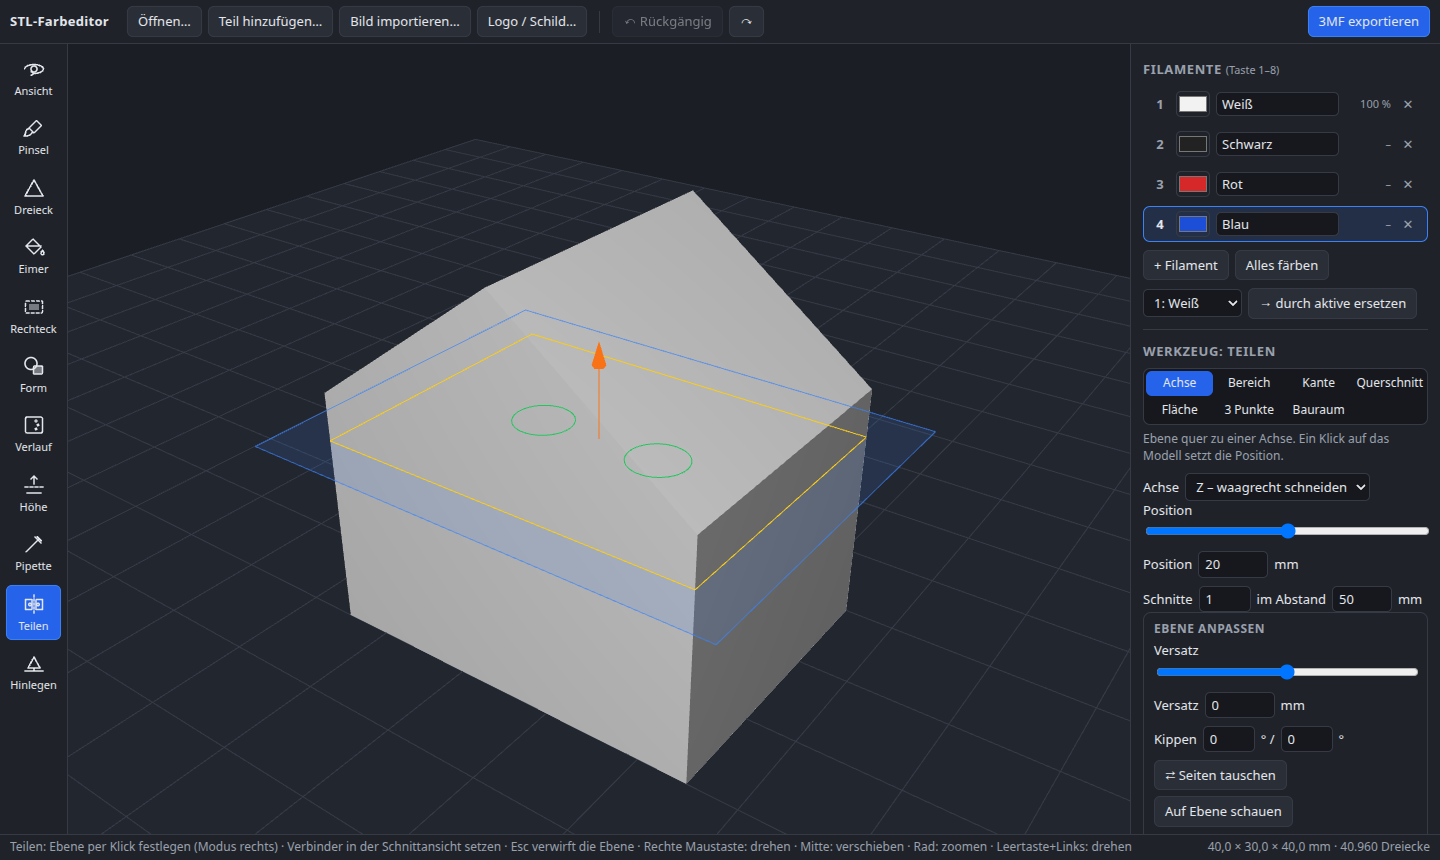 STL-Farbeditor
Öffnen...
Teil hinzufügen...
Bild importieren...
Logo / Schild...
↶ Rückgängig
↷
3MF exportieren
Ansicht
Pinsel
Dreieck
Eimer
Rechteck
Form
Verlauf
Höhe
Pipette
Teilen
Hinlegen
FILAMENTE (Taste 1–8)
1 Weiß 100 % ✕
2 Schwarz – ✕
3 Rot – ✕
4 Blau – ✕
+ Filament
Alles färben
1: Weiß
→ durch aktive ersetzen
WERKZEUG: TEILEN
Achse Bereich Kante Querschnitt
Fläche 3 Punkte Bauraum
Ebene quer zu einer Achse. Ein Klick auf das
Modell setzt die Position.
Achse Z – waagrecht schneiden
Position
Position 20 mm
Schnitte 1 im Abstand 50 mm
EBENE ANPASSEN
Versatz
Versatz 0 mm
Kippen 0 ° / 0 °
⇄ Seiten tauschen
Auf Ebene schauen
Teilen: Ebene per Klick festlegen (Modus rechts) · Verbinder in der Schnittansicht setzen · Esc verwirft die Ebene · Rechte Maustaste: drehen · Mitte: verschieben · Rad: zoomen · Leertaste+Links: drehen
40,0 × 30,0 × 40,0 mm · 40.960 Dreiecke